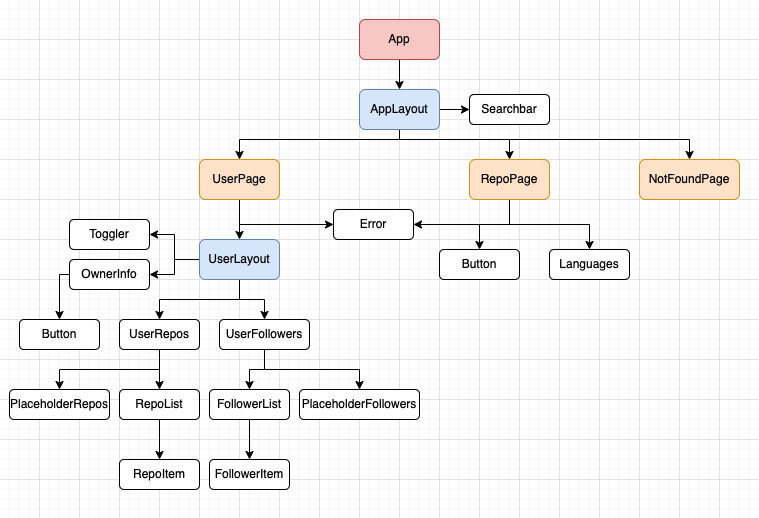 App
AppLayout
Searchbar
UserPage
RepoPage
NotFoundPage
Error
Toggler
UserLayout
OwnerInfo
Button
Languages
Button
UserRepos
UserFollowers
PlaceholderRepos
RepoList
FollowerList
PlaceholderFollowers
RepoItem
FollowerItem